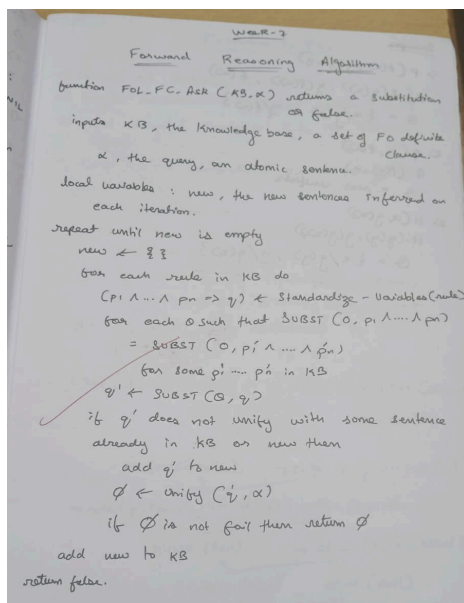 WEEK-7
Forward Reasoning Algorithm
function FOL_FC_Ask (KB, α) returns a substitution
or false.
inputs KB, the knowledge base, a set of FO definite
clause.
α, the query, an atomic sentence.
local variables : new, the new sentences inferred on
each iteration.
repeat until new is empty
new ← { }
for each rule in KB do
(p1 ∧ ... ∧ pn => q) ← Standardize - Variables (rule)
for each θ such that SUBST (θ, p1 ∧ .... ∧ pn)
= SUBST (θ, p1' ∧ .... ∧ pn')
for some p1' .... pn' in KB
q' ← SUBST (θ, q)
if q' does not unify with some sentence
already in KB or new then
add q' to new
Ø ← unify (q', α)
if Ø is not fail then return Ø
add new to KB
return false.